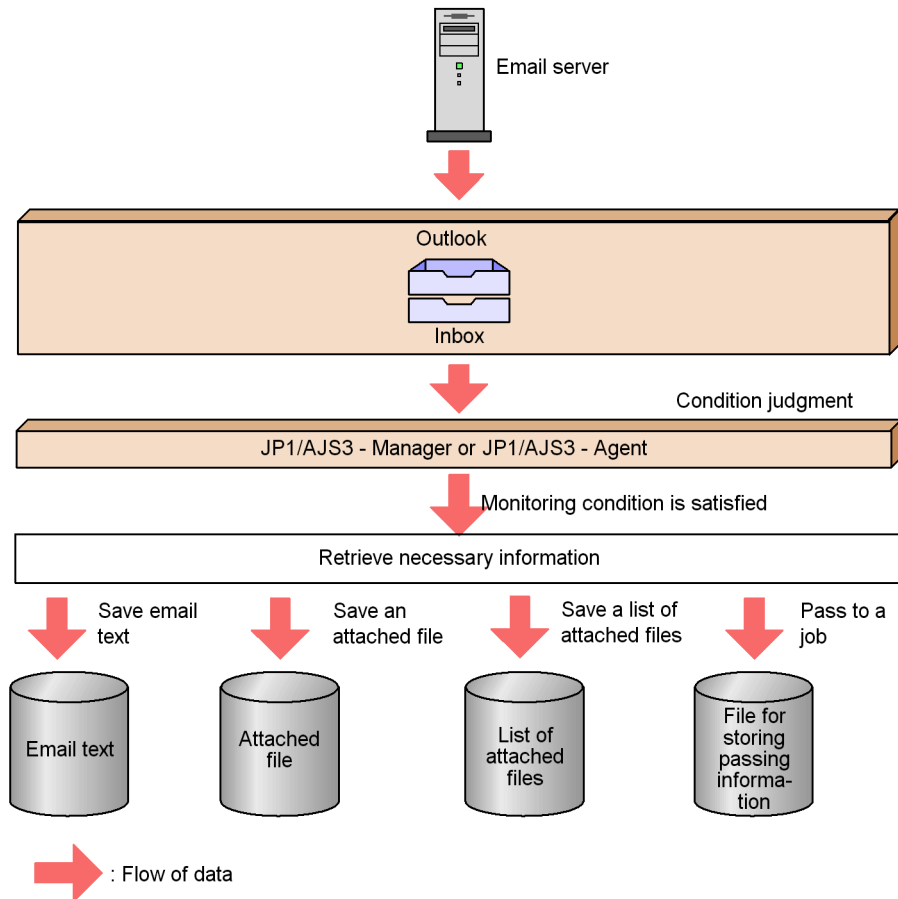 Email server
Outlook
Inbox
Condition judgment
JP1/AJS3 - Manager or JP1/AJS3 - Agent
Monitoring condition is satisfied
Retrieve necessary information
Save email
text
Save an
attached file
Save a list of
attached files
Pass to a
job
Email text
Attached
file
List of
attached
files
File for
storing
passing
informa-
tion
: Flow of data